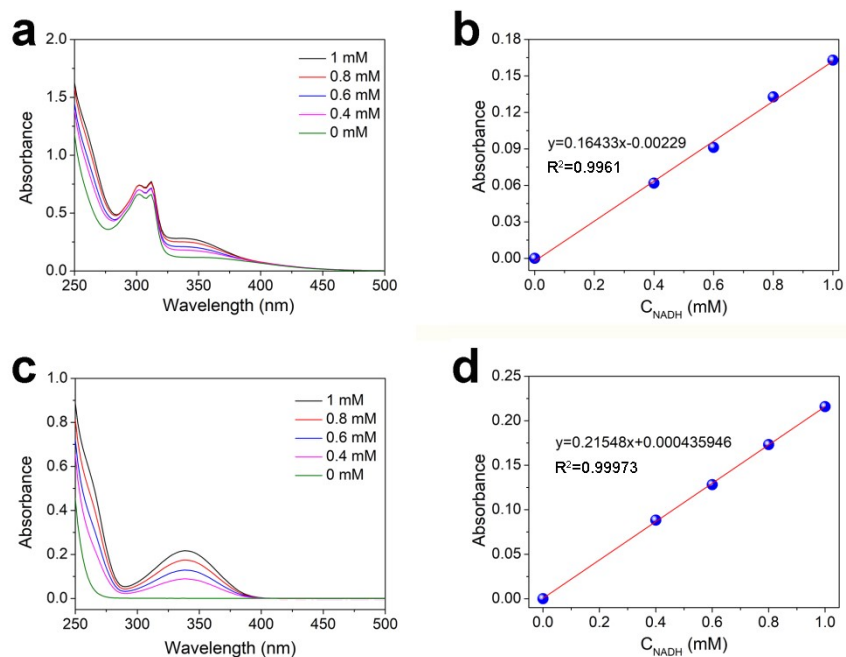 a
2.0
1.5
1.0
0.5
0.0
Absorbance
1 mM
0.8 mM
0.6 mM
0.4 mM
0 mM
250 300 350 400 450 500
Wavelength (nm)
b
0.18
0.15
0.12
0.09
0.06
0.03
0.00
Absorbance
y=0.16433x-0.00229
R²=0.9961
0.0 0.2 0.4 0.6 0.8 1.0
C_NADH (mM)
c
1.0
0.8
0.6
0.4
0.2
0.0
Absorbance
1 mM
0.8 mM
0.6 mM
0.4 mM
0 mM
250 300 350 400 450 500
Wavelength (nm)
d
0.25
0.20
0.15
0.10
0.05
0.00
Absorbance
y=0.21548x+0.000435946
R²=0.99973
0.0 0.2 0.4 0.6 0.8 1.0
C_NADH (mM)